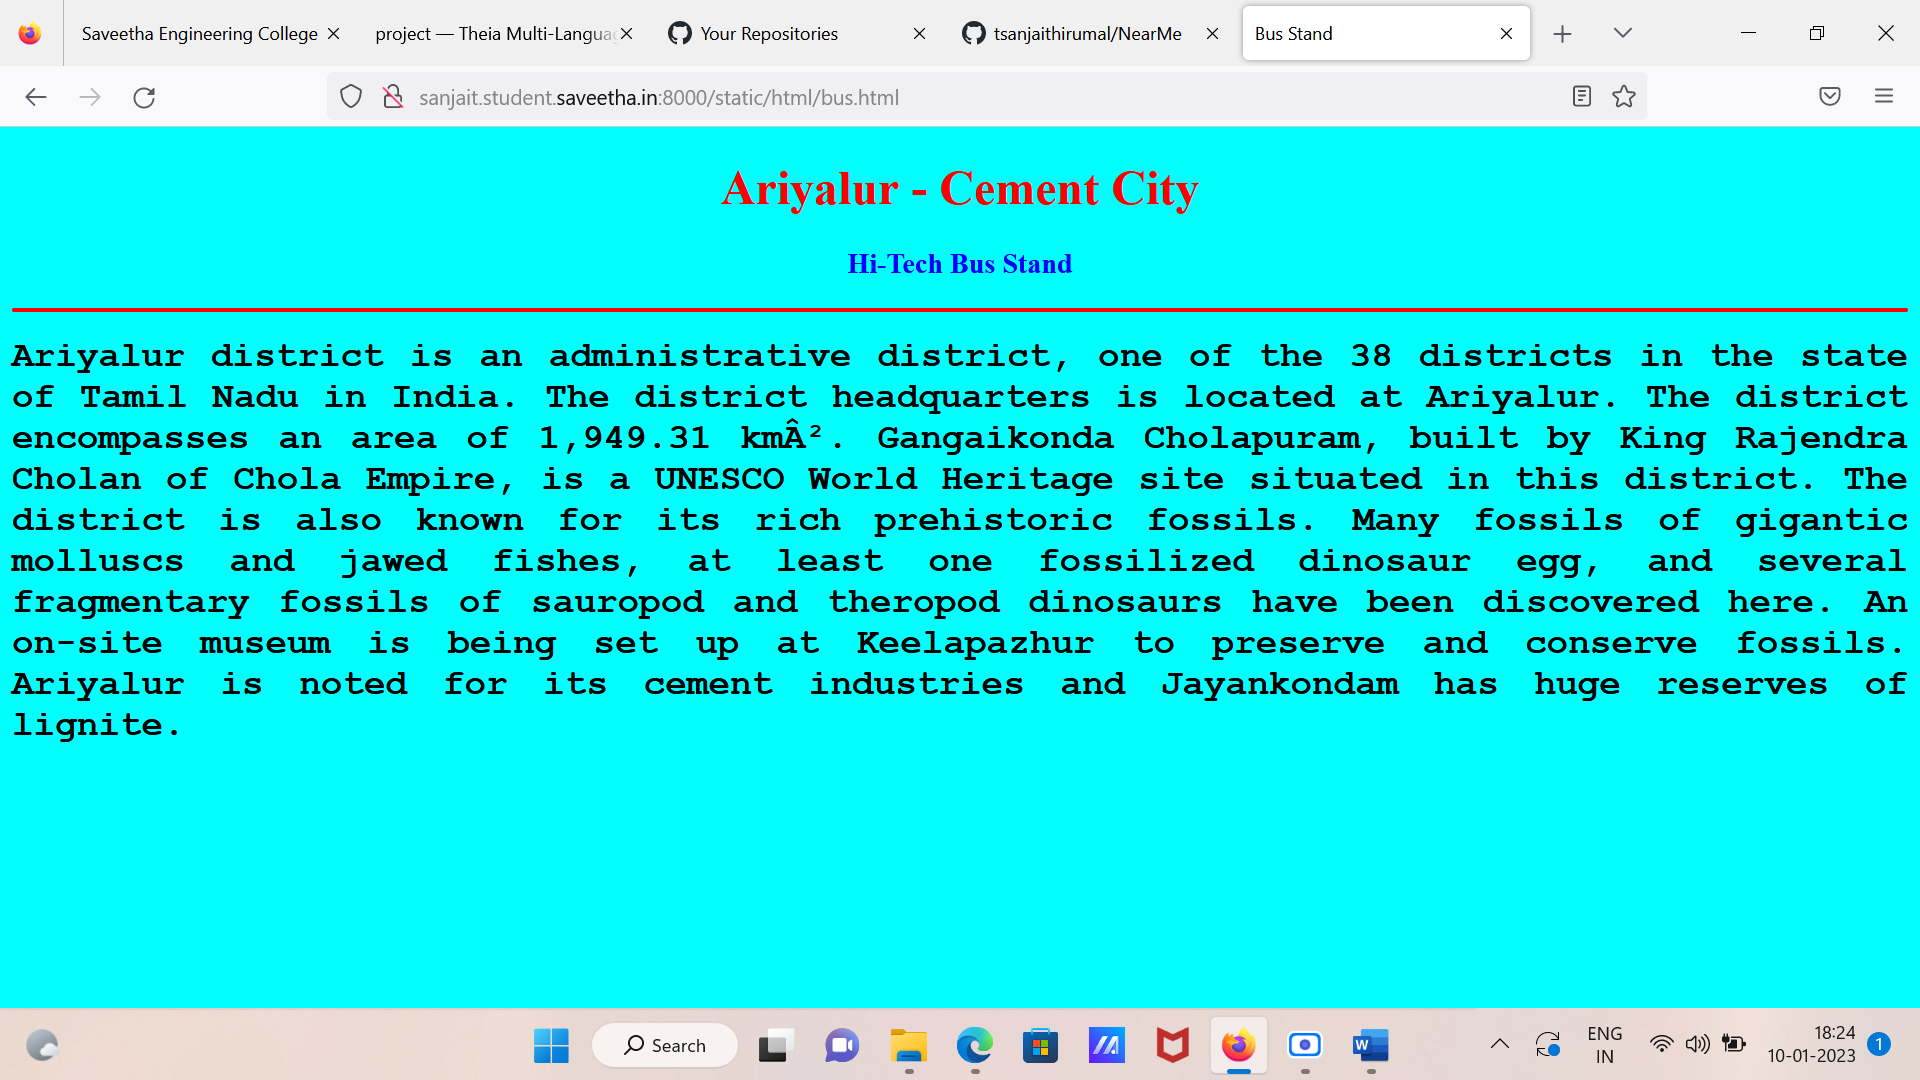 Saveetha Engineering College
project — Theia Multi-Langua
Your Repositories
tsanjaithirumal/NearMe
Bus Stand
sanjait.student.saveetha.in:8000/static/html/bus.html
Ariyalur - Cement City
Hi-Tech Bus Stand
Ariyalur district is an administrative district, one of the 38 districts in the state
of Tamil Nadu in India. The district headquarters is located at Ariyalur. The district
encompasses an area of 1,949.31 kmÂ². Gangaikonda Cholapuram, built by King Rajendra
Cholan of Chola Empire, is a UNESCO World Heritage site situated in this district. The
district is also known for its rich prehistoric fossils. Many fossils of gigantic
molluscs and jawed fishes, at least one fossilized dinosaur egg, and several
fragmentary fossils of sauropod and theropod dinosaurs have been discovered here. An
on-site museum is being set up at Keelapazhur to preserve and conserve fossils.
Ariyalur is noted for its cement industries and Jayankondam has huge reserves of
lignite.
Search
W
ENG
IN
18:24
10-01-2023
1